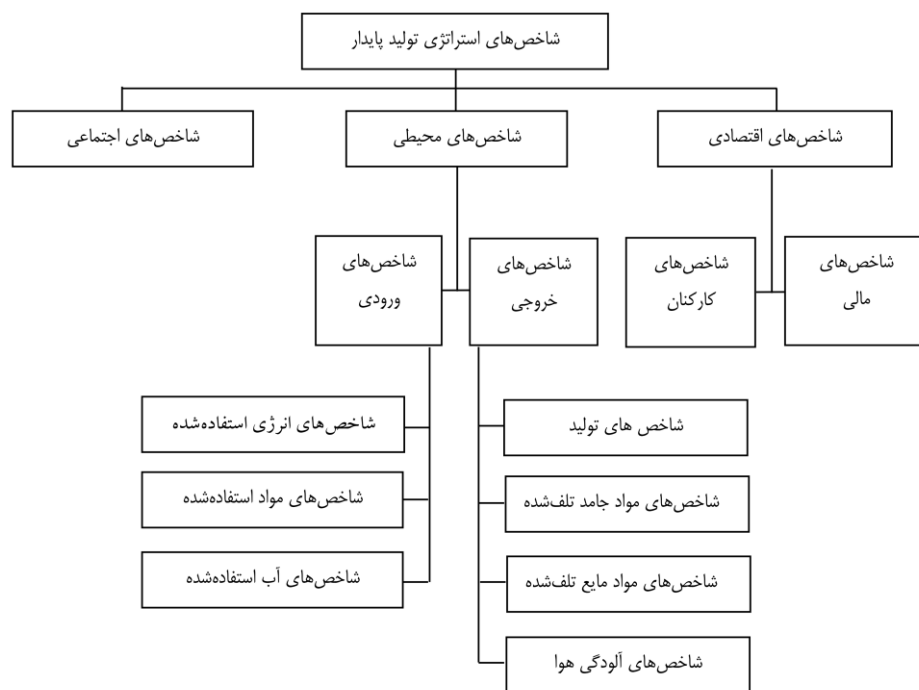 شاخص‌های استراتژی تولید پایدار
شاخص‌های اقتصادی
شاخص‌های محیطی
شاخص‌های اجتماعی
شاخص‌های
مالی
شاخص‌های
کارکنان
شاخص‌های
خروجی
شاخص‌های
ورودی
شاخص های تولید
شاخص‌های مواد جامد تلف‌شده
شاخص‌های مواد مایع تلف‌شده
شاخص‌های آلودگی هوا
شاخص‌های انرژی استفاده‌شده
شاخص‌های مواد استفاده‌شده
شاخص‌های آب استفاده‌شده